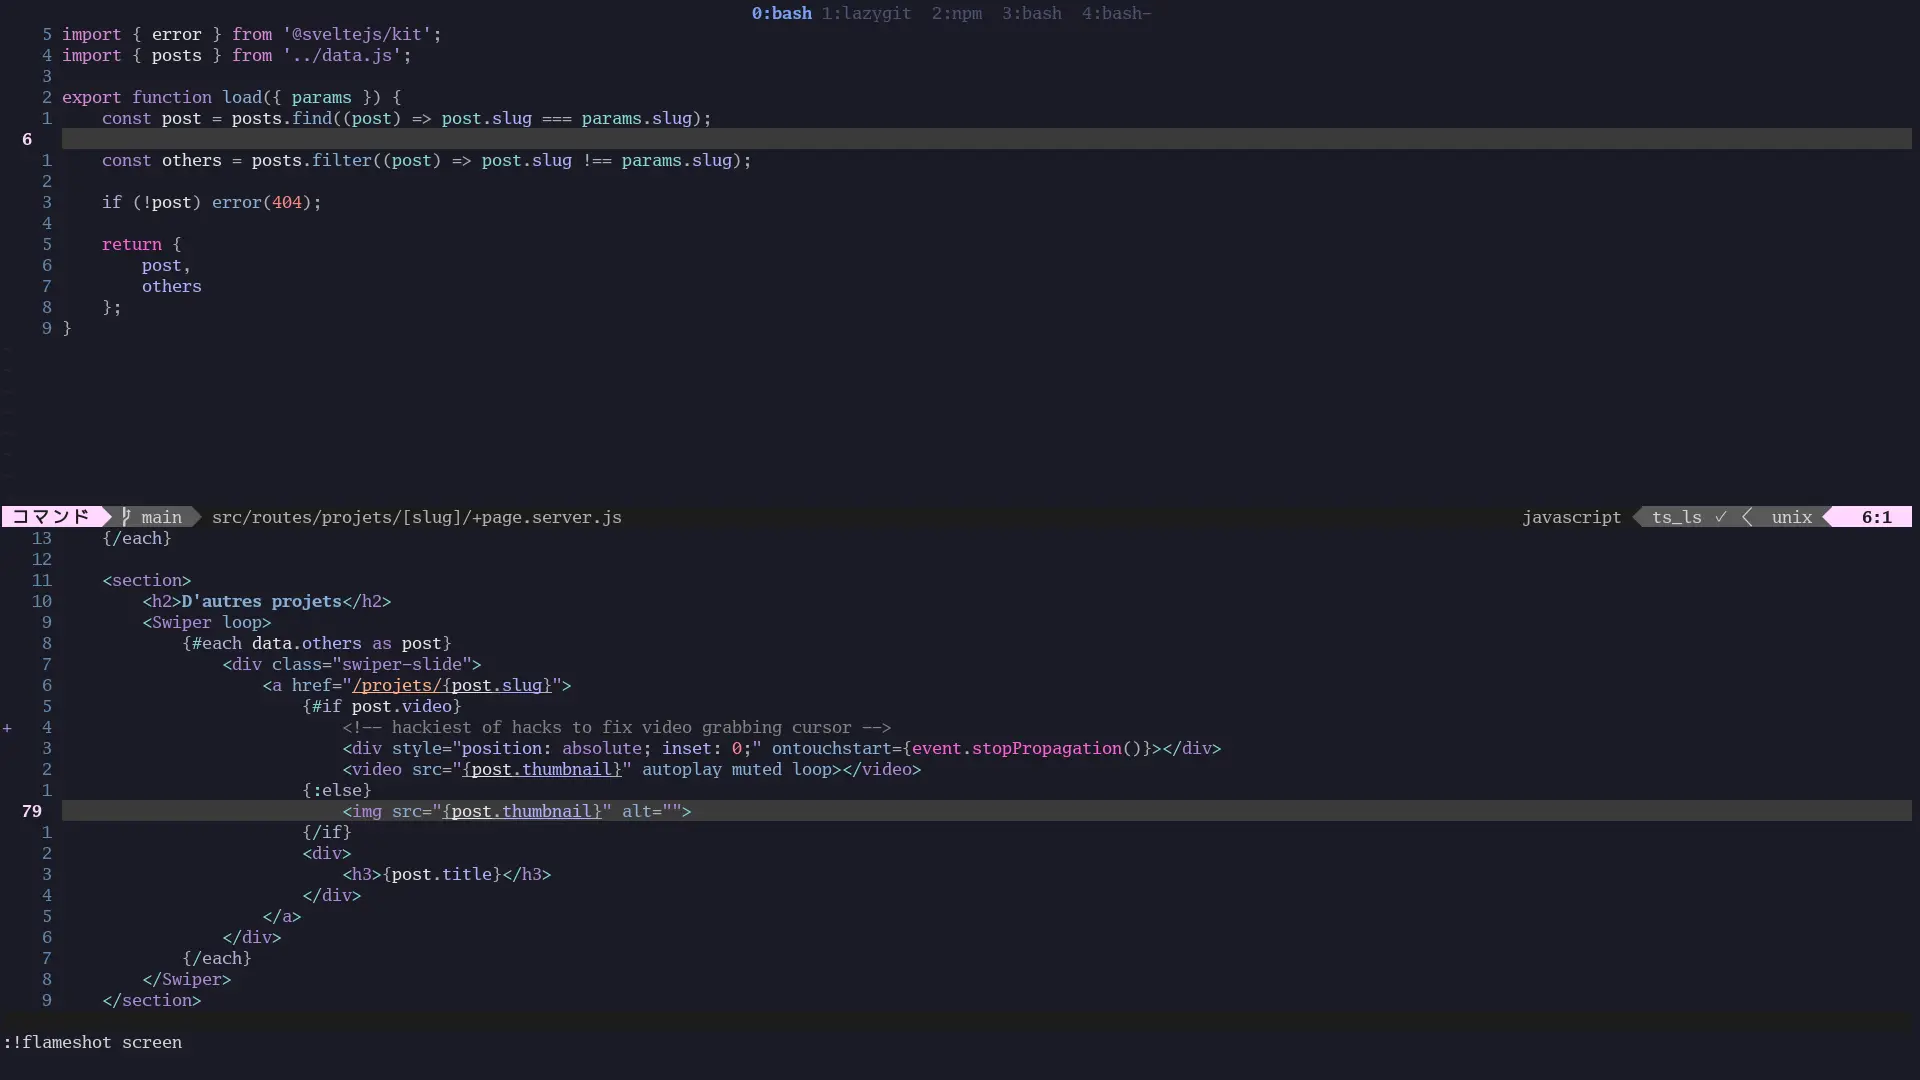 0:bash 1:lazygit  2:npm  3:bash  4:bash-
5 import { error } from '@sveltejs/kit';
4 import { posts } from '../data.js';
3
2 export function load({ params }) {
1     const post = posts.find((post) => post.slug === params.slug);
6
1     const others = posts.filter((post) => post.slug !== params.slug);
2
3     if (!post) error(404);
4
5     return {
6         post,
7         others
8     };
9 }
~
~
~
~
~
~
~
コマンド main src/routes/projets/[slug]/+page.server.js javascript ts_ls ✓ unix 6:1
13     {/each}
12
11     <section>
10         <h2>D'autres projets</h2>
9         <Swiper loop>
8             {#each data.others as post}
7                 <div class="swiper-slide">
6                     <a href="/projets/{post.slug}">
5                         {#if post.video}
+ 4                             <!-- hackiest of hacks to fix video grabbing cursor -->
3                             <div style="position: absolute; inset: 0;" ontouchstart={event.stopPropagation()}></div>
2                             <video src="{post.thumbnail}" autoplay muted loop></video>
1                         {:else}
79                             <img src="{post.thumbnail}" alt="">
1                         {/if}
2                         <div>
3                             <h3>{post.title}</h3>
4                         </div>
5                     </a>
6                 </div>
7             {/each}
8         </Swiper>
9     </section>
:!flameshot screen